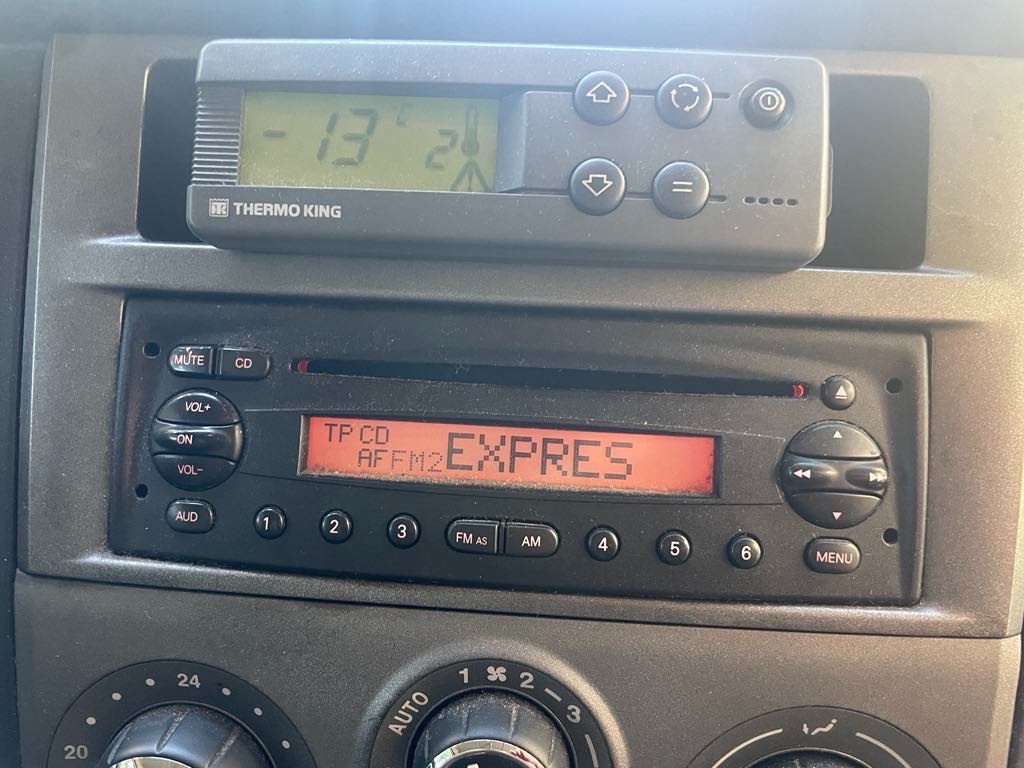 -13 °C 2
THERMO KING
MUTE CD
VOL+
ON
VOL-
TP CD
AF FM2 EXPRES
AUD 1 2 3 FM AS AM 4 5 6 MENU
20 24
AUTO 1 2 3